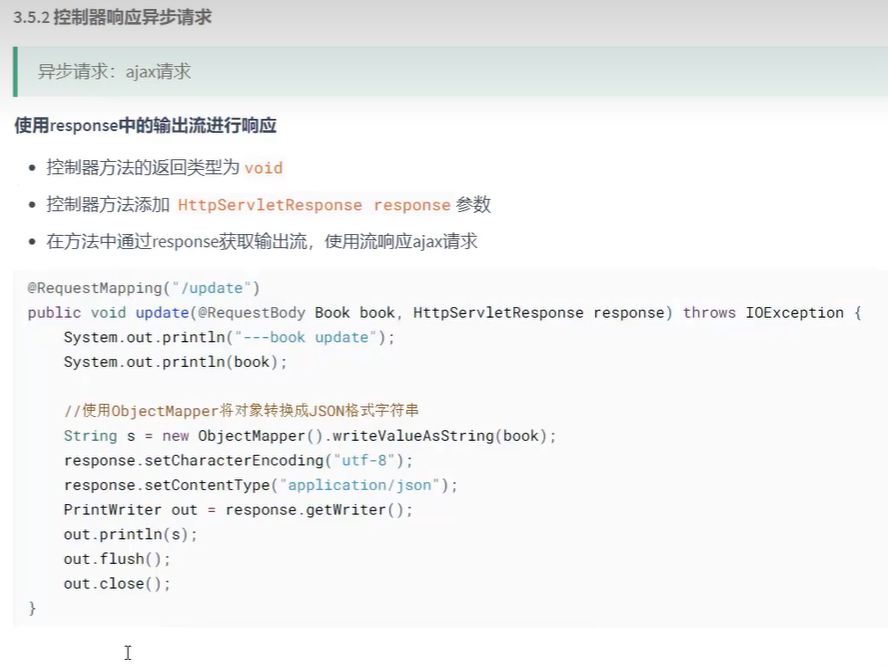 3.5.2 控制器响应异步请求
异步请求：ajax请求
使用response中的输出流进行响应
• 控制器方法的返回类型为 void
• 控制器方法添加 HttpServletResponse response 参数
• 在方法中通过response获取输出流，使用流响应ajax请求
@RequestMapping("/update")
public void update(@RequestBody Book book, HttpServletResponse response) throws IOException {
    System.out.println("---book update");
    System.out.println(book);
    //使用ObjectMapper将对象转换成JSON格式字符串
    String s = new ObjectMapper().writeValueAsString(book);
    response.setCharacterEncoding("utf-8");
    response.setContentType("application/json");
    PrintWriter out = response.getWriter();
    out.println(s);
    out.flush();
    out.close();
}